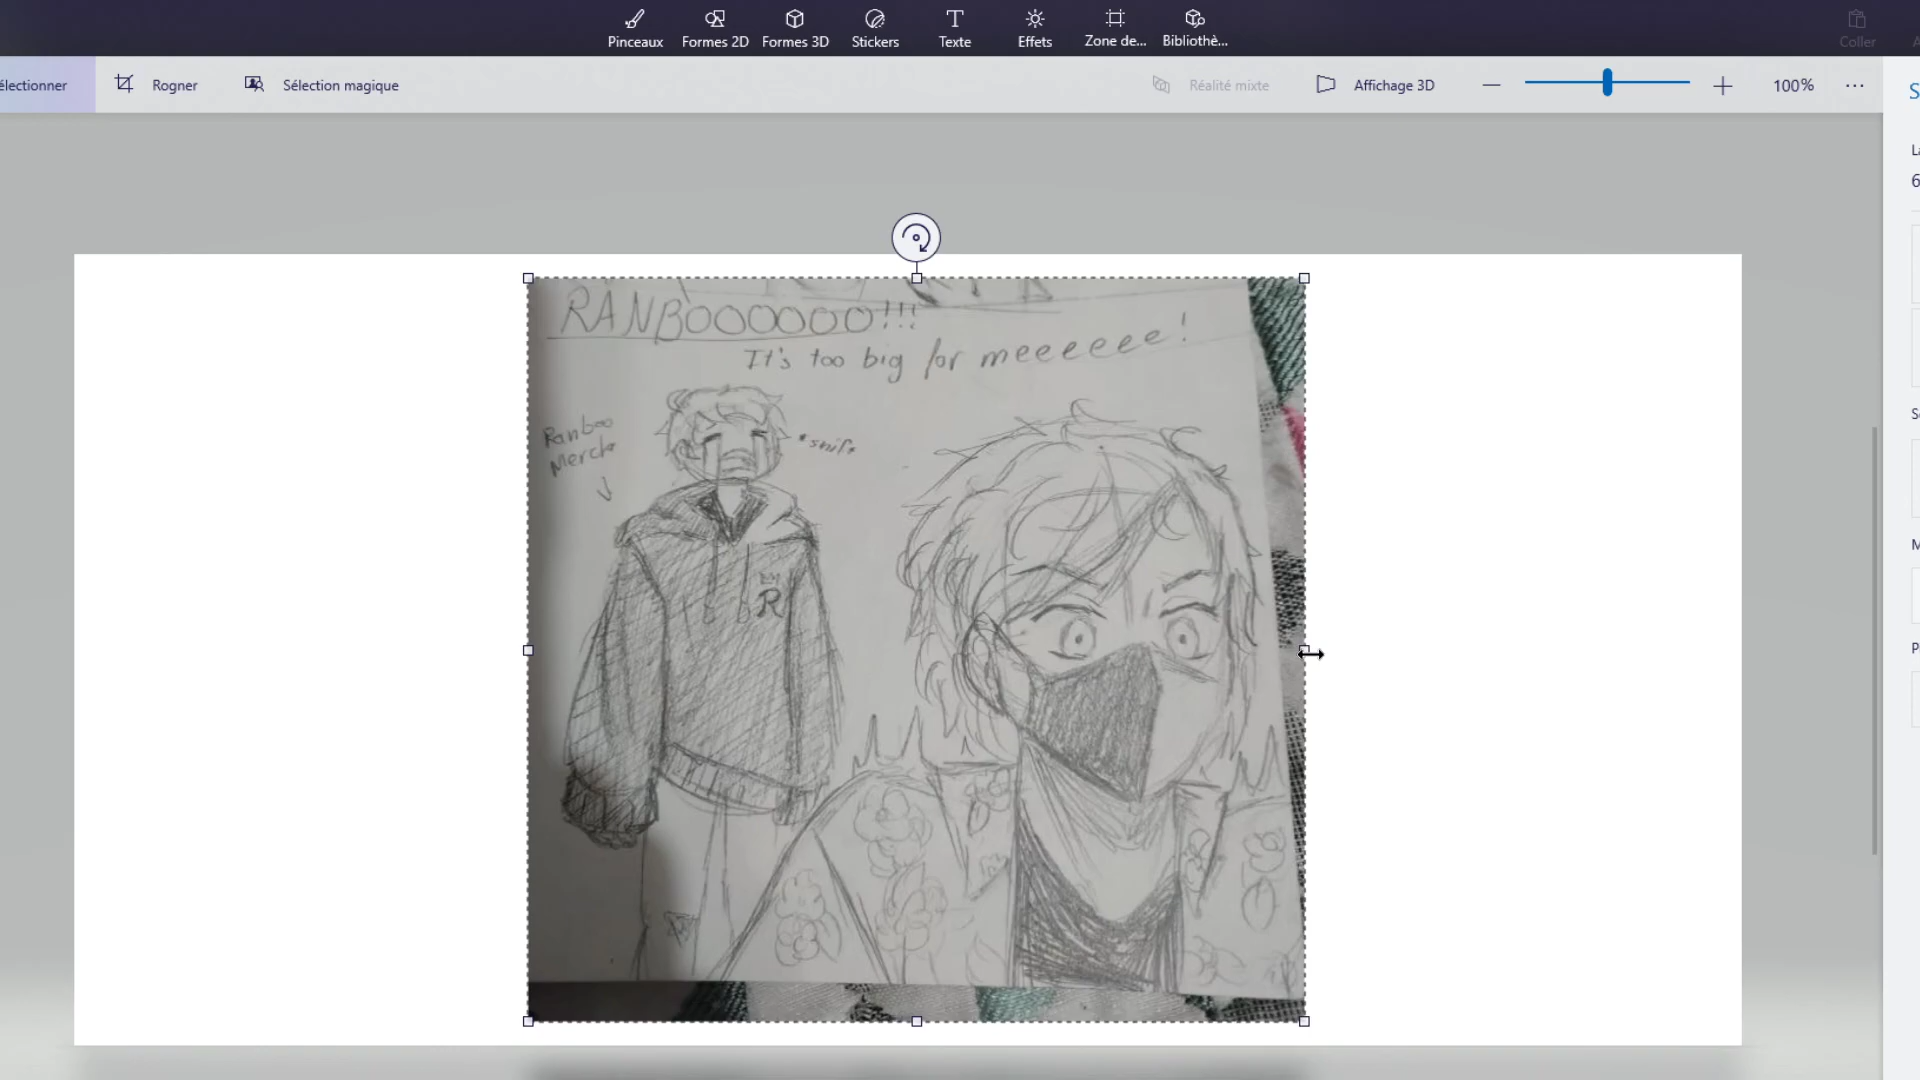 Pinceaux
Formes 2D
Formes 3D
Stickers
Texte
Effets
Zone de...
Bibliothè...
Coller
électionner
Rogner
Sélection magique
Réalité mixte
Affichage 3D
100%
RANBOOOOOO!!!
It's too big for meeeeee!
Ranboo
Merch
*snif*
R